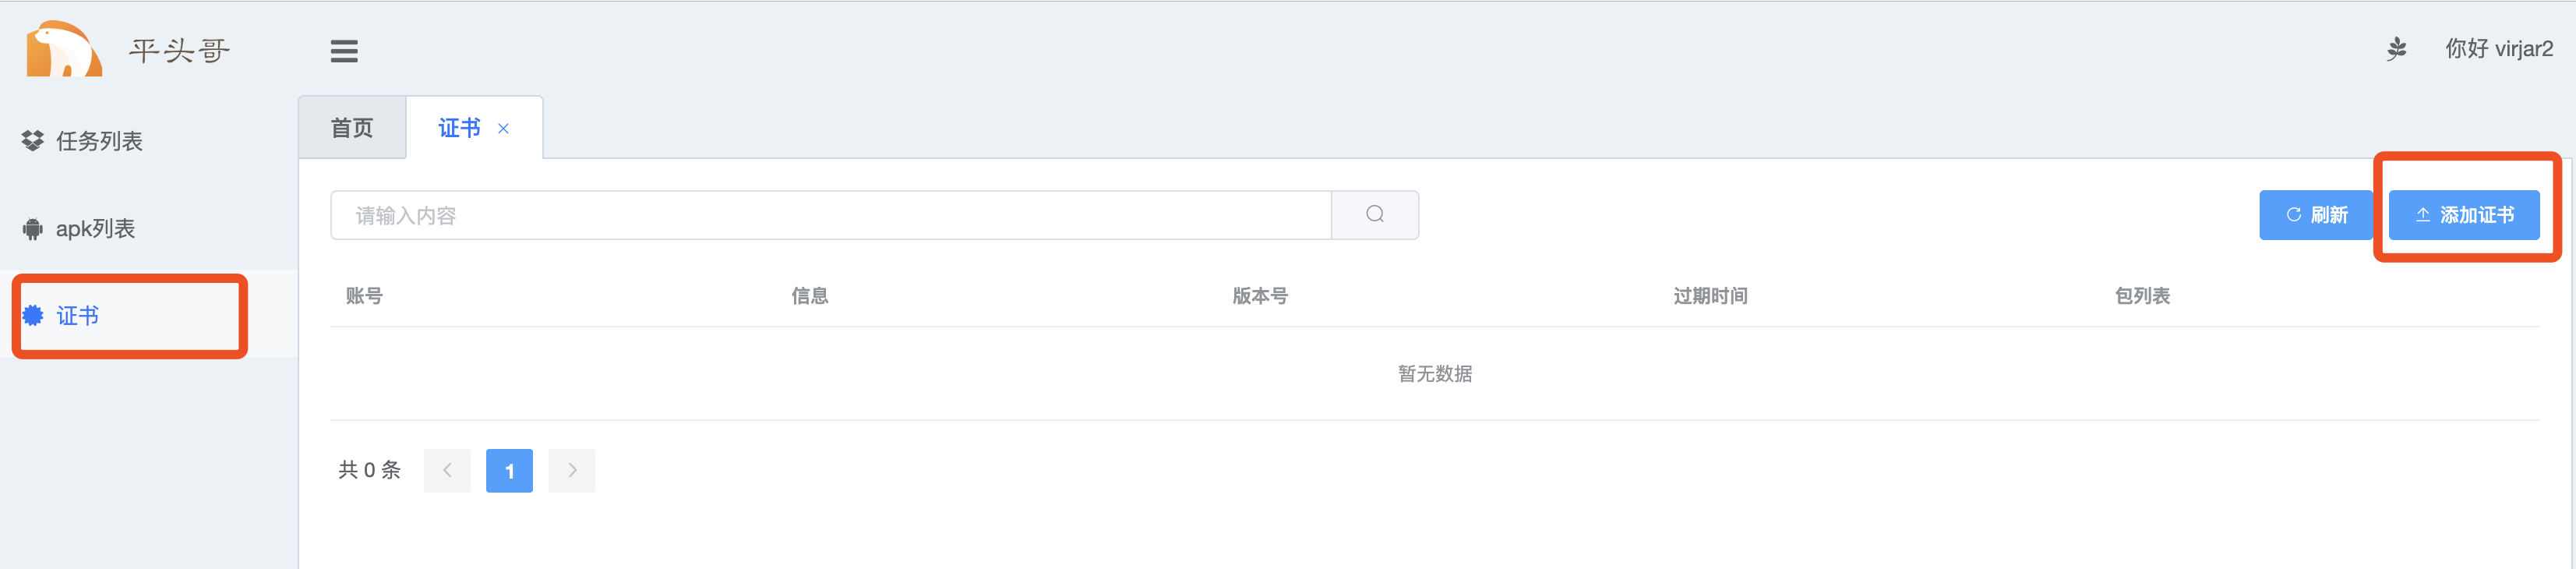 平头哥
你好 virjar2
任务列表
apk列表
证书
首页 证书
请输入内容
刷新 添加证书
账号 信息 版本号 过期时间 包列表
暂无数据
共 0 条 1